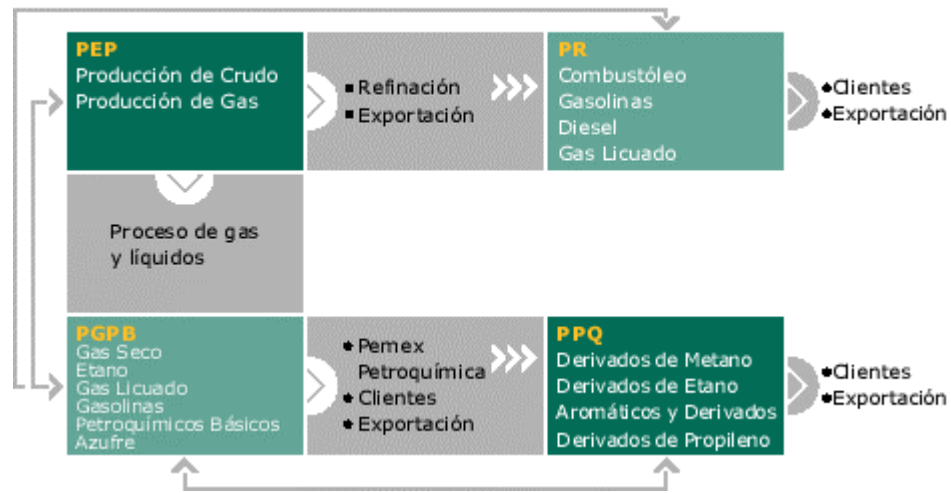 PEP
Producción de Crudo
Producción de Gas
▪ Refinación
▪ Exportación
PR
Combustóleo
Gasolinas
Diesel
Gas Licuado
•Clientes
•Exportación
Proceso de gas
y líquidos
PGPB
Gas Seco
Etano
Gas Licuado
Gasolinas
Petroquímicos Básicos
Azufre
• Pemex
Petroquímica
• Clientes
• Exportación
PPQ
Derivados de Metano
Derivados de Etano
Aromáticos y Derivados
Derivados de Propileno
•Clientes
•Exportación